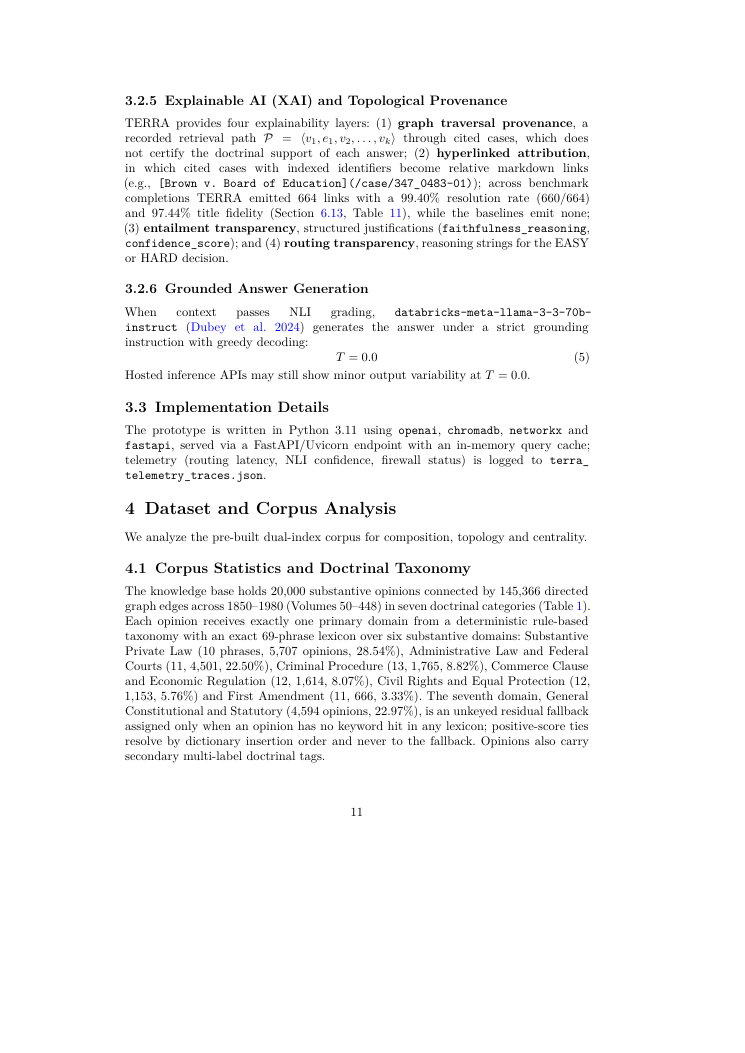 3.2.5 Explainable AI (XAI) and Topological Provenance
TERRA provides four explainability layers: (1) graph traversal provenance, a
recorded retrieval path P = ⟨v1, e1, v2, . . . , vk⟩ through cited cases, which does
not certify the doctrinal support of each answer; (2) hyperlinked attribution,
in which cited cases with indexed identifiers become relative markdown links
(e.g., [Brown v. Board of Education](/case/347_0483-01)); across benchmark
completions TERRA emitted 664 links with a 99.40% resolution rate (660/664)
and 97.44% title fidelity (Section 6.13, Table 11), while the baselines emit none;
(3) entailment transparency, structured justifications (faithfulness_reasoning,
confidence_score); and (4) routing transparency, reasoning strings for the EASY
or HARD decision.
3.2.6 Grounded Answer Generation
When context passes NLI grading, databricks-meta-llama-3-3-70b-
instruct (Dubey et al. 2024) generates the answer under a strict grounding
instruction with greedy decoding:
T = 0.0 (5)
Hosted inference APIs may still show minor output variability at T = 0.0.
3.3 Implementation Details
The prototype is written in Python 3.11 using openai, chromadb, networkx and
fastapi, served via a FastAPI/Uvicorn endpoint with an in-memory query cache;
telemetry (routing latency, NLI confidence, firewall status) is logged to terra_
telemetry_traces.json.
4 Dataset and Corpus Analysis
We analyze the pre-built dual-index corpus for composition, topology and centrality.
4.1 Corpus Statistics and Doctrinal Taxonomy
The knowledge base holds 20,000 substantive opinions connected by 145,366 directed
graph edges across 1850–1980 (Volumes 50–448) in seven doctrinal categories (Table 1).
Each opinion receives exactly one primary domain from a deterministic rule-based
taxonomy with an exact 69-phrase lexicon over six substantive domains: Substantive
Private Law (10 phrases, 5,707 opinions, 28.54%), Administrative Law and Federal
Courts (11, 4,501, 22.50%), Criminal Procedure (13, 1,765, 8.82%), Commerce Clause
and Economic Regulation (12, 1,614, 8.07%), Civil Rights and Equal Protection (12,
1,153, 5.76%) and First Amendment (11, 666, 3.33%). The seventh domain, General
Constitutional and Statutory (4,594 opinions, 22.97%), is an unkeyed residual fallback
assigned only when an opinion has no keyword hit in any lexicon; positive-score ties
resolve by dictionary insertion order and never to the fallback. Opinions also carry
secondary multi-label doctrinal tags.
11